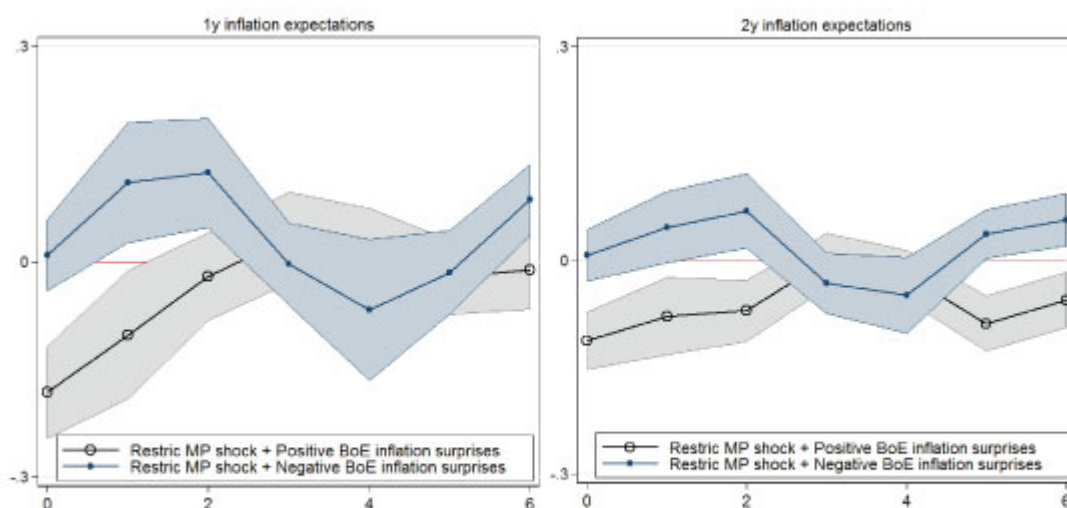 1y inflation expectations
.3
0
-.3
0 2 4 6
Restric MP shock + Positive BoE inflation surprises
Restric MP shock + Negative BoE inflation surprises
2y inflation expectations
.3
0
-.3
0 2 4 6
Restric MP shock + Positive BoE inflation surprises
Restric MP shock + Negative BoE inflation surprises